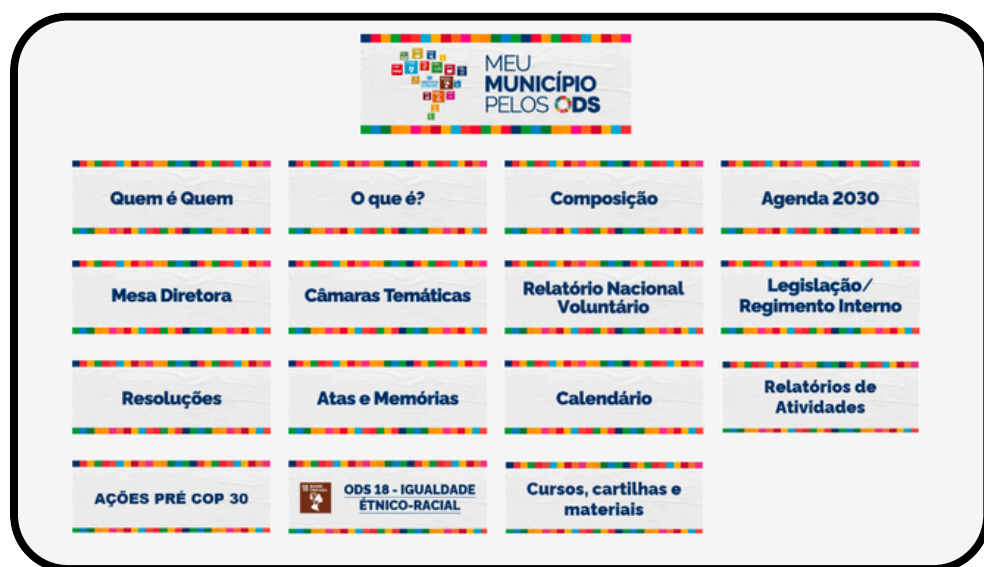 MEU
MUNICÍPIO
PELOS ODS
Quem é Quem
O que é?
Composição
Agenda 2030
Mesa Diretora
Câmaras Temáticas
Relatório Nacional
Voluntário
Legislação/
Regimento Interno
Resoluções
Atas e Memórias
Calendário
Relatórios de
Atividades
AÇÕES PRÉ COP 30
ODS 18 - IGUALDADE
ÉTNICO-RACIAL
Cursos, cartilhas e
materiais